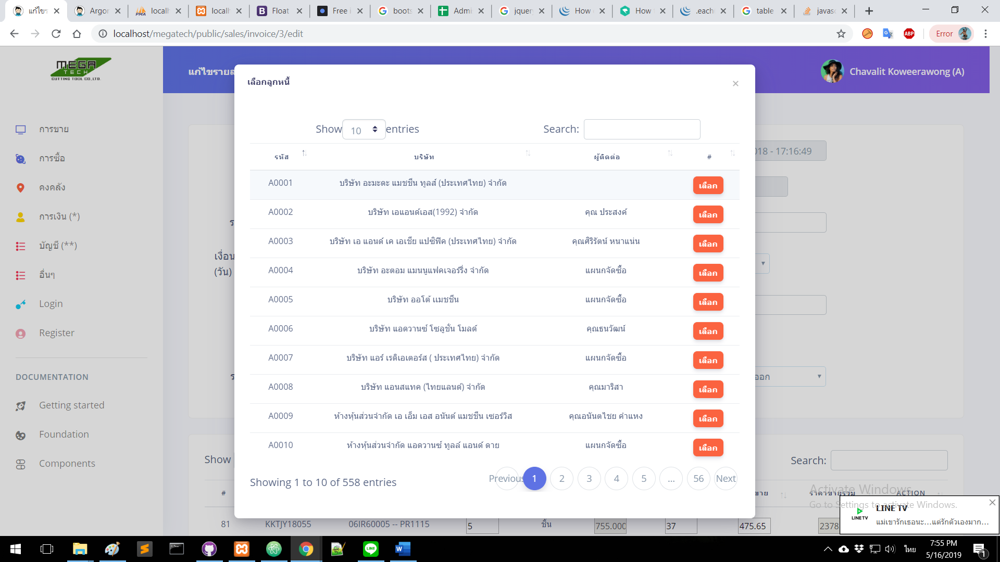 แก้ไขร
Argor
localh
localh
Float
Free i
boots
Admi
jquer
How
How
.each
table
javasc
localhost/megatech/public/sales/invoice/3/edit
Error
MEGA
TECH
CUTTING TOOL CO.,LTD.
แก้ไขรายล
Chavalit Koweerawong (A)
การขาย
การซื้อ
คงคลัง
การเงิน (*)
บัญชี (**)
อื่นๆ
Login
Register
DOCUMENTATION
Getting started
Foundation
Components
เงื่อน
(วัน)
เลือกลูกหนี้
×
Show 10 entries
Search:
รหัส บริษัท ผู้ติดต่อ #
A0001 บริษัท อะมะดะ แมชชีน ทูลส์ (ประเทศไทย) จำกัด เลือก
A0002 บริษัท เอแอนด์เอส(1992) จำกัด คุณ ประสงค์ เลือก
A0003 บริษัท เอ แอนด์ เค เอเชีย แปซิฟิค (ประเทศไทย) จำกัด คุณศิริรัตน์ หนาแน่น เลือก
A0004 บริษัท อะตอม แมนนูแฟคเจอร์ริ่ง จำกัด แผนกจัดซื้อ เลือก
A0005 บริษัท ออโต้ แมชชีน แผนกจัดซื้อ เลือก
A0006 บริษัท แอดวานซ์ โซลูชั่น โมลด์ คุณธนวัฒน์ เลือก
A0007 บริษัท แอร์ เรดิเอเตอร์ส ( ประเทศไทย) จำกัด แผนกจัดซื้อ เลือก
A0008 บริษัท แอนสแทค (ไทยแลนด์) จำกัด คุณมาริสา เลือก
A0009 ห้างหุ้นส่วนจำกัด เอ เอ็ม เอส อนันต์ แมชชีน เซอร์วิส คุณอนันตไชย คำแหง เลือก
A0010 ห้างหุ้นส่วนจำกัด แอดวานซ์ ทูลล์ แอนด์ ดาย แผนกจัดซื้อ เลือก
Showing 1 to 10 of 558 entries
Previous 1 2 3 4 5 ... 56 Next
018 - 17:16:49
ออก
Show
Search:
# ขาย ราคาขายรวม ACTION
81 KKTJY18055 06IR60005 -- PR1115 5 ชิ้น 755.000 37 475.65 2378
Activate Windows
Go to Settings to activate Windows.
LINE TV
LINE TV
แม่เขารักเธอนะ...แต่รักตัวเองมาก...
ไทย
7:55 PM
5/16/2019
1